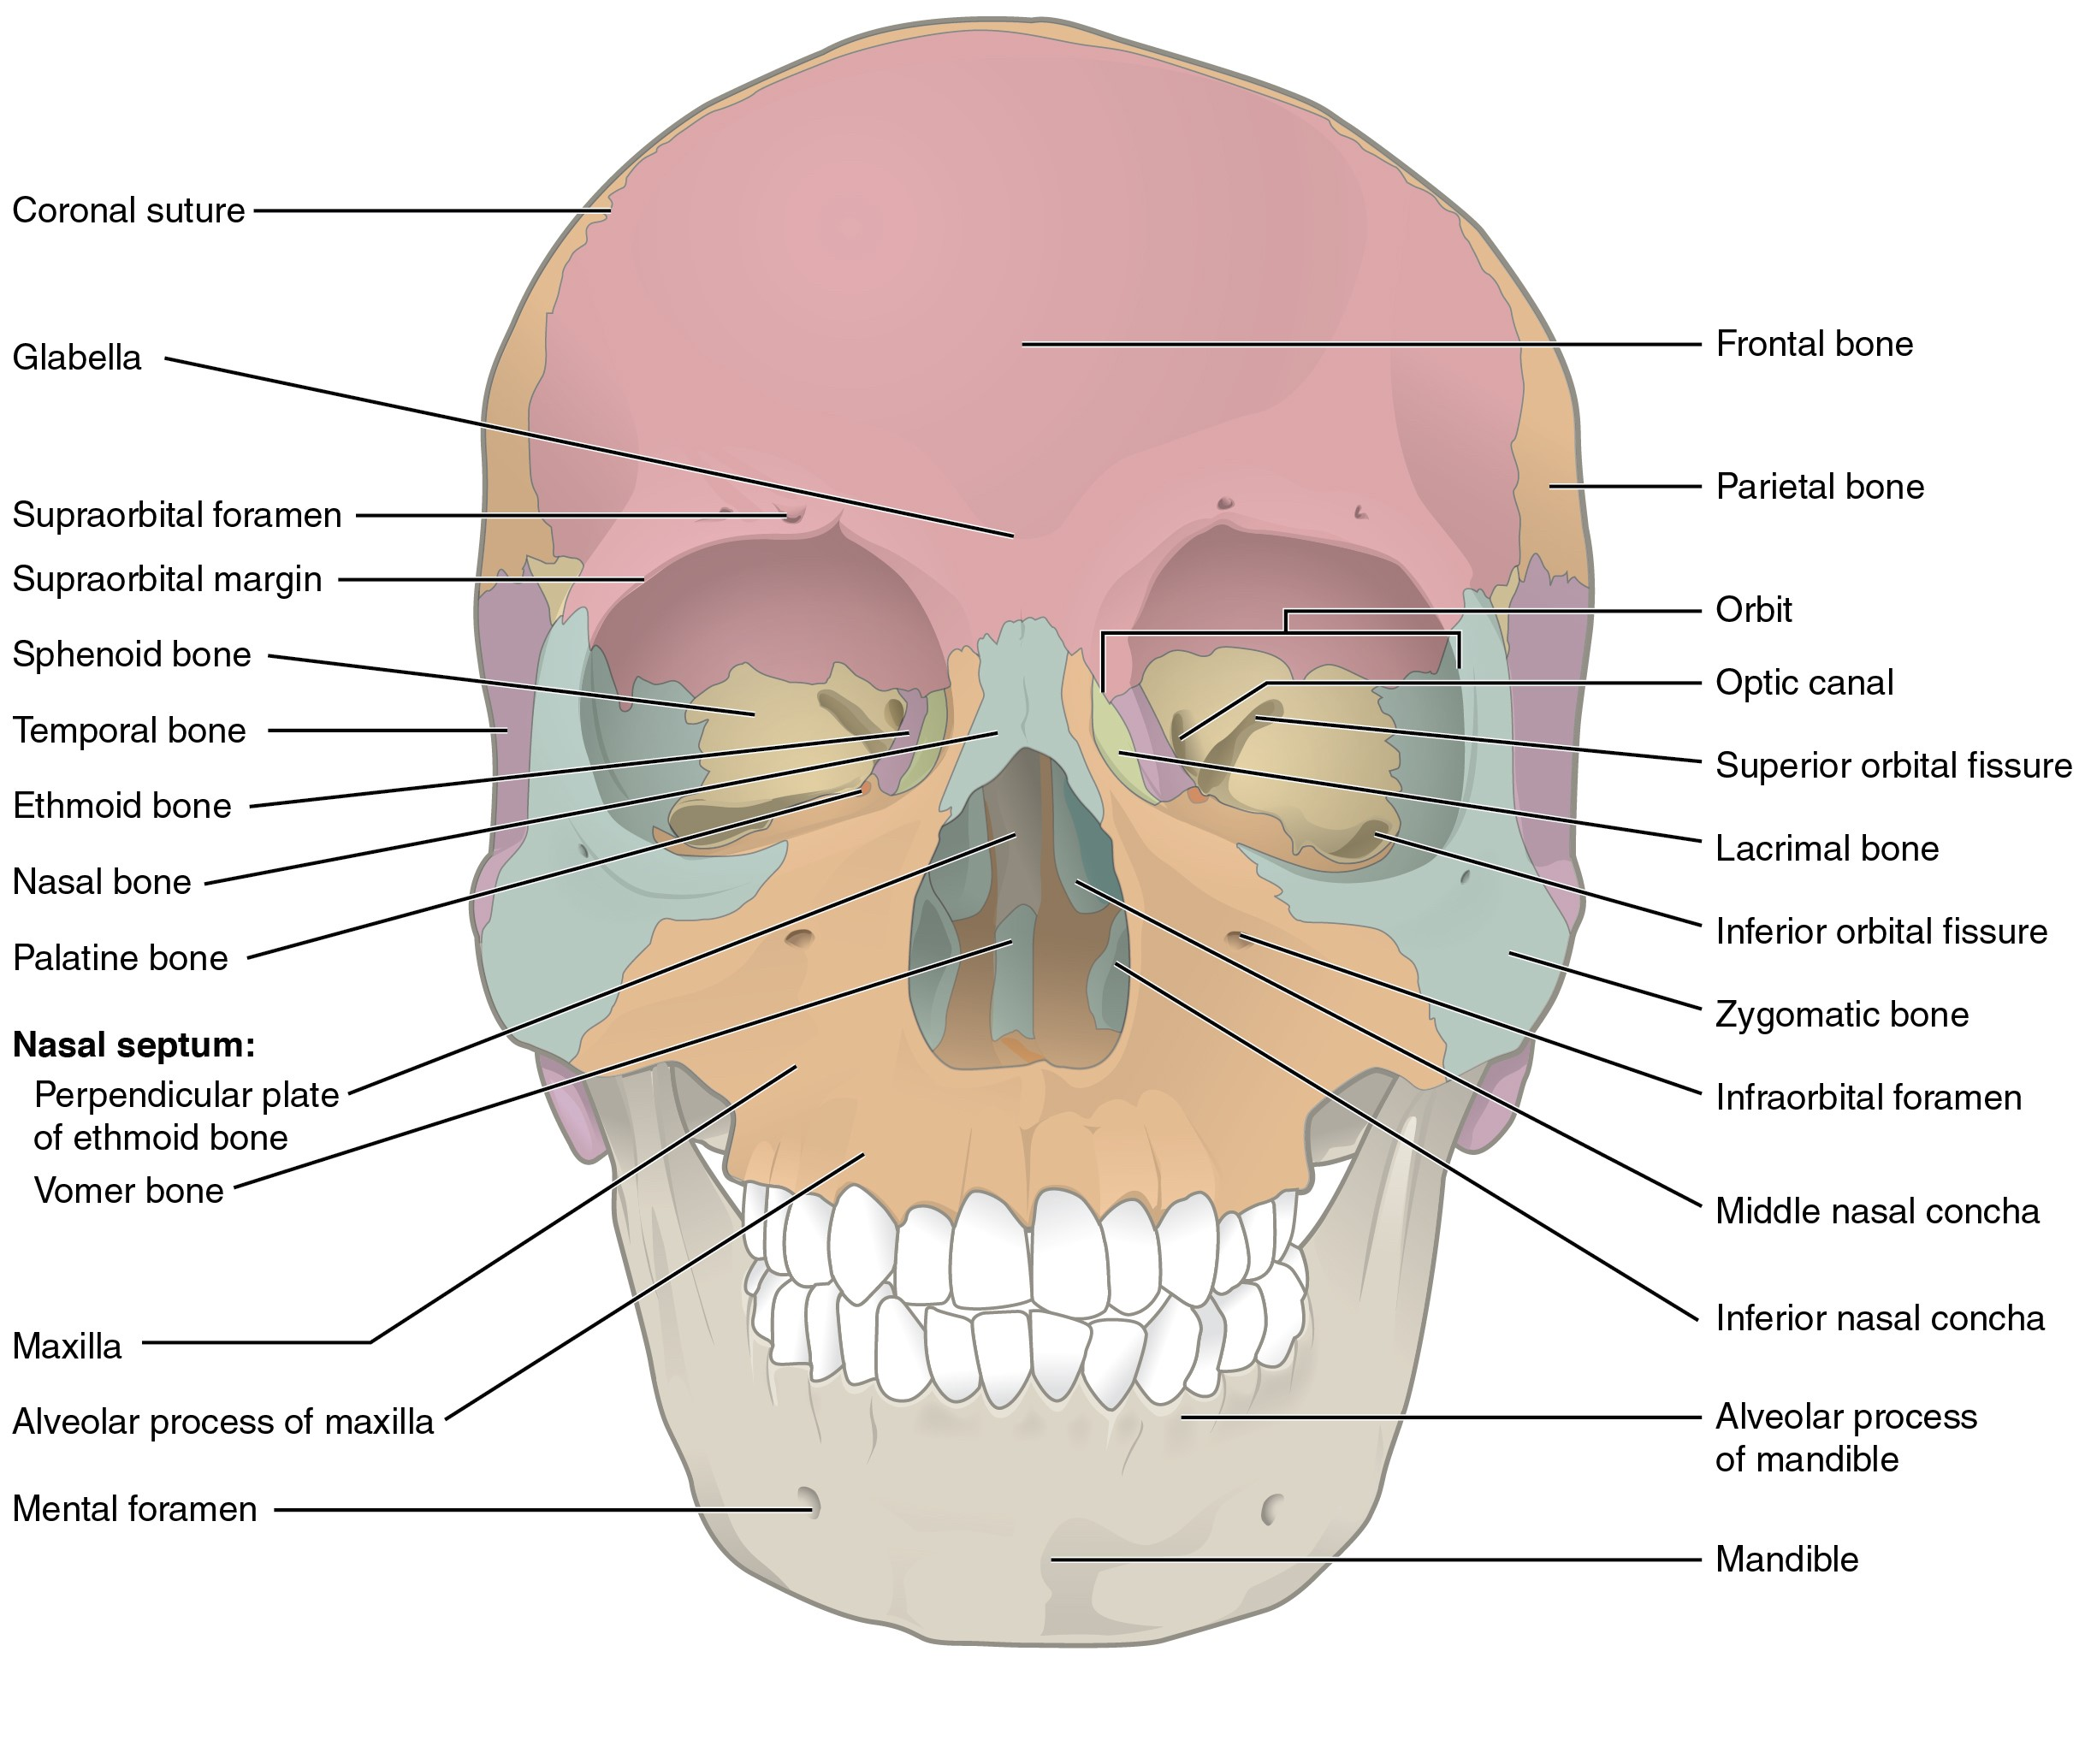 Coronal suture
Glabella
Supraorbital foramen
Supraorbital margin
Sphenoid bone
Temporal bone
Ethmoid bone
Nasal bone
Palatine bone
Nasal septum:
Perpendicular plate
of ethmoid bone
Vomer bone
Maxilla
Alveolar process of maxilla
Mental foramen
Frontal bone
Parietal bone
Orbit
Optic canal
Superior orbital fissure
Lacrimal bone
Inferior orbital fissure
Zygomatic bone
Infraorbital foramen
Middle nasal concha
Inferior nasal concha
Alveolar process
of mandible
Mandible